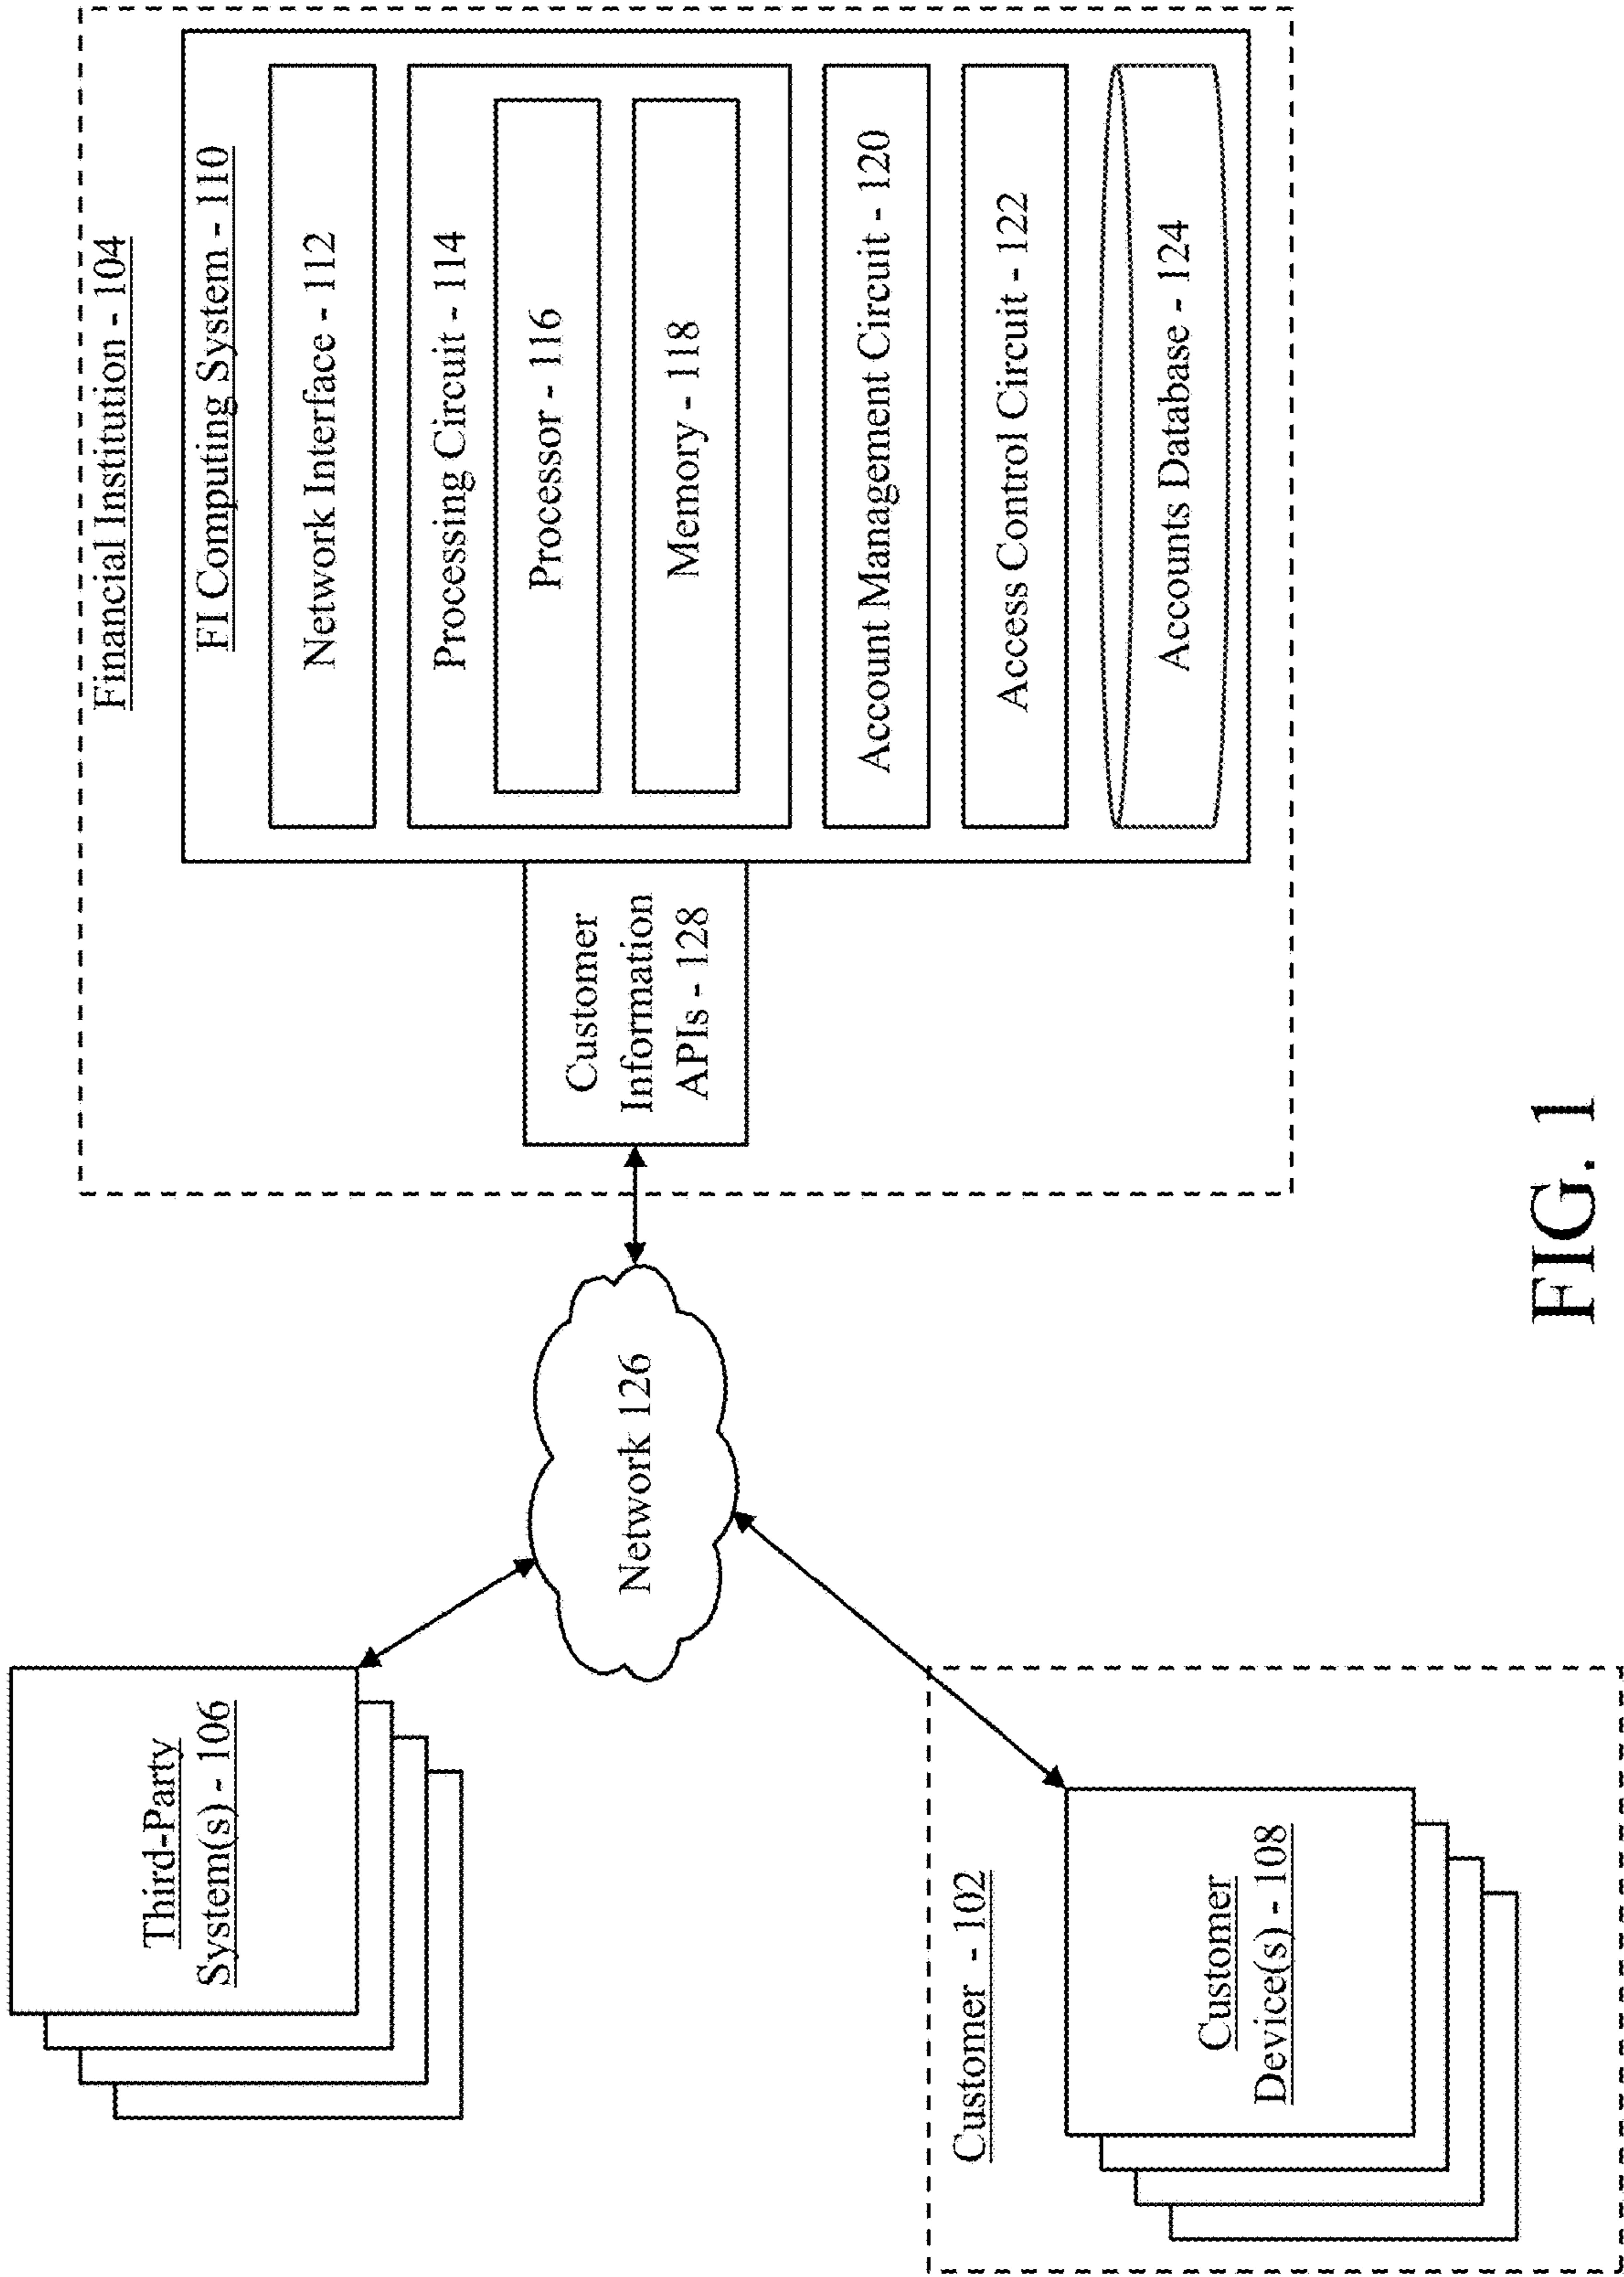 Third-Party
System(s) - 106
Customer - 102
Customer
Device(s) - 108
Network 126
Customer
Information
APIs - 128
Financial Institution - 104
FI Computing System - 110
Network Interface - 112
Processing Circuit - 114
Processor - 116
Memory - 118
Account Management Circuit - 120
Access Control Circuit - 122
Accounts Database - 124
FIG. 1